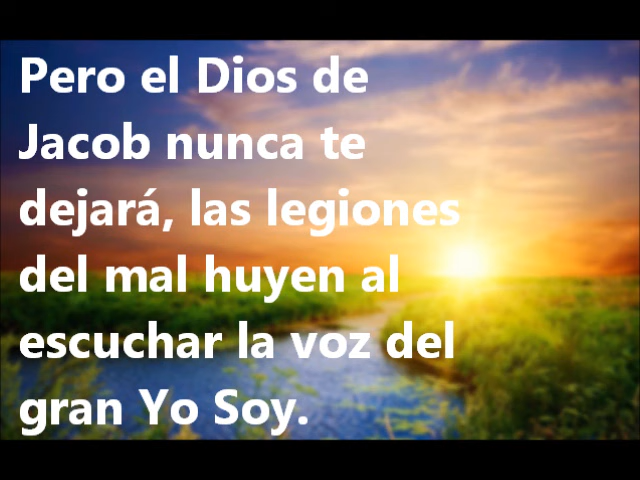 Pero el Dios de
Jacob nunca te
dejará, las legiones
del mal huyen al
escuchar la voz del
gran Yo Soy.